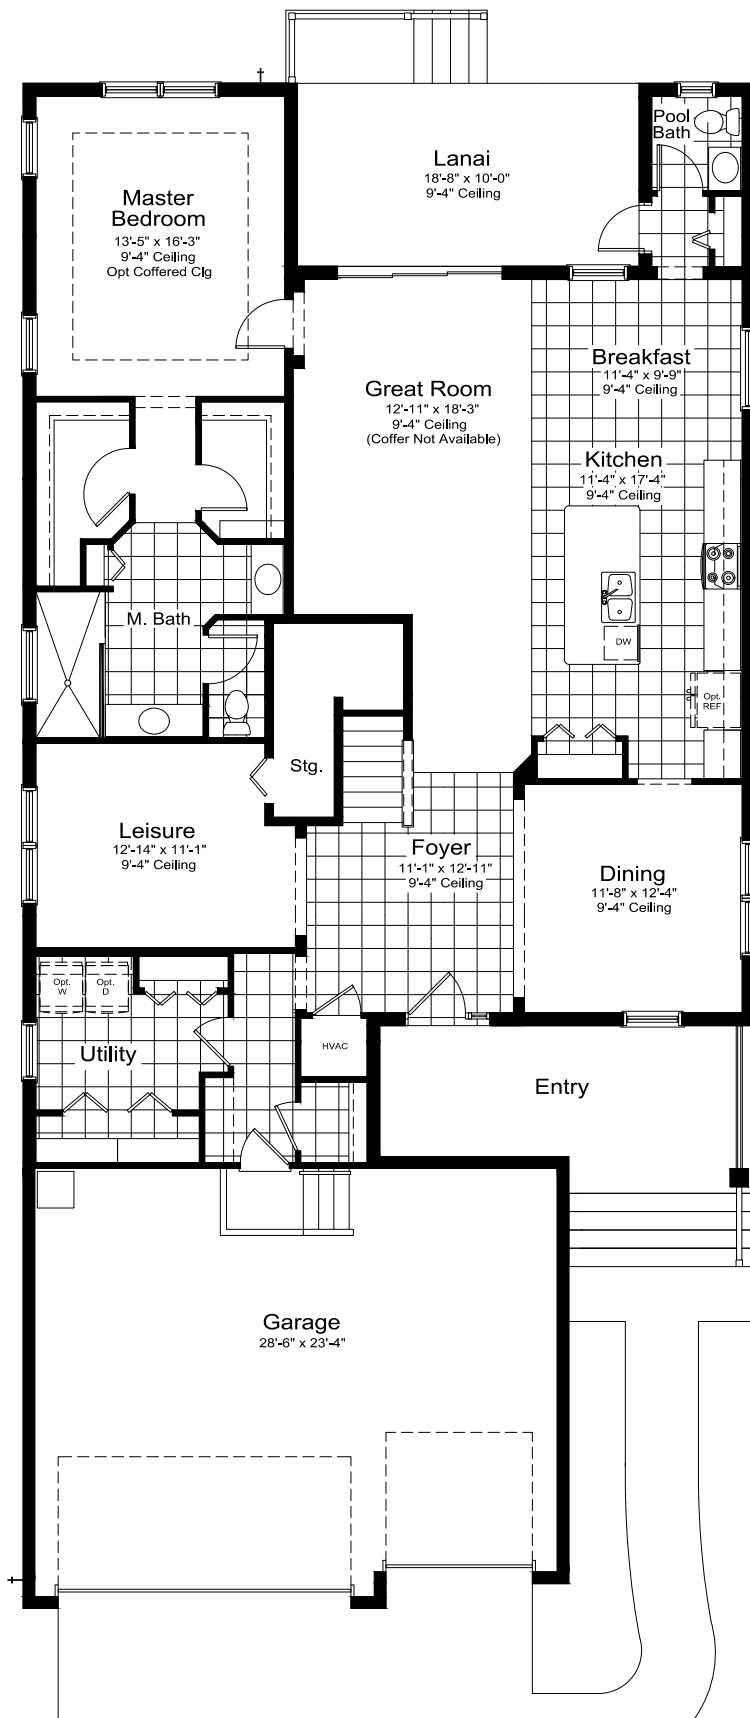 Pool
Bath
Lanai
18'-8" x 10'-0"
9'-4" Ceiling
Master
Bedroom
13'-5" x 16'-3"
9'-4" Ceiling
Opt Coffered Clg
Breakfast
11'-4" x 9'-9"
9'-4" Ceiling
Great Room
12'-11" x 18'-3"
9'-4" Ceiling
(Coffer Not Available)
Kitchen
11'-4" x 17'-4"
9'-4" Ceiling
M. Bath
DW
Opt.
REF
Stg.
Leisure
12'-14" x 11'-1"
9'-4" Ceiling
Foyer
11'-1" x 12'-11"
9'-4" Ceiling
Dining
11'-8" x 12'-4"
9'-4" Ceiling
Opt.
W
Opt.
D
Utility
HVAC
Entry
Garage
28'-6" x 23'-4"